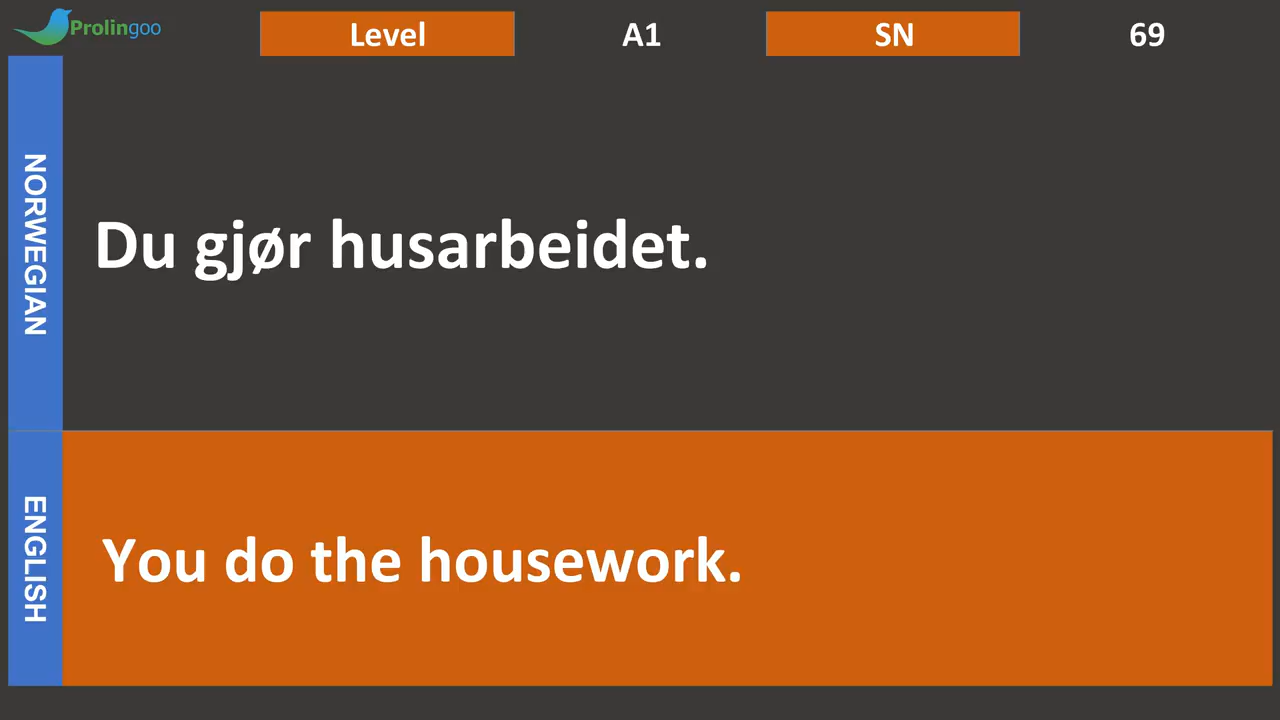 Prolingoo
Level A1 SN 69
NORWEGIAN
Du gjør husarbeidet.
ENGLISH
You do the housework.